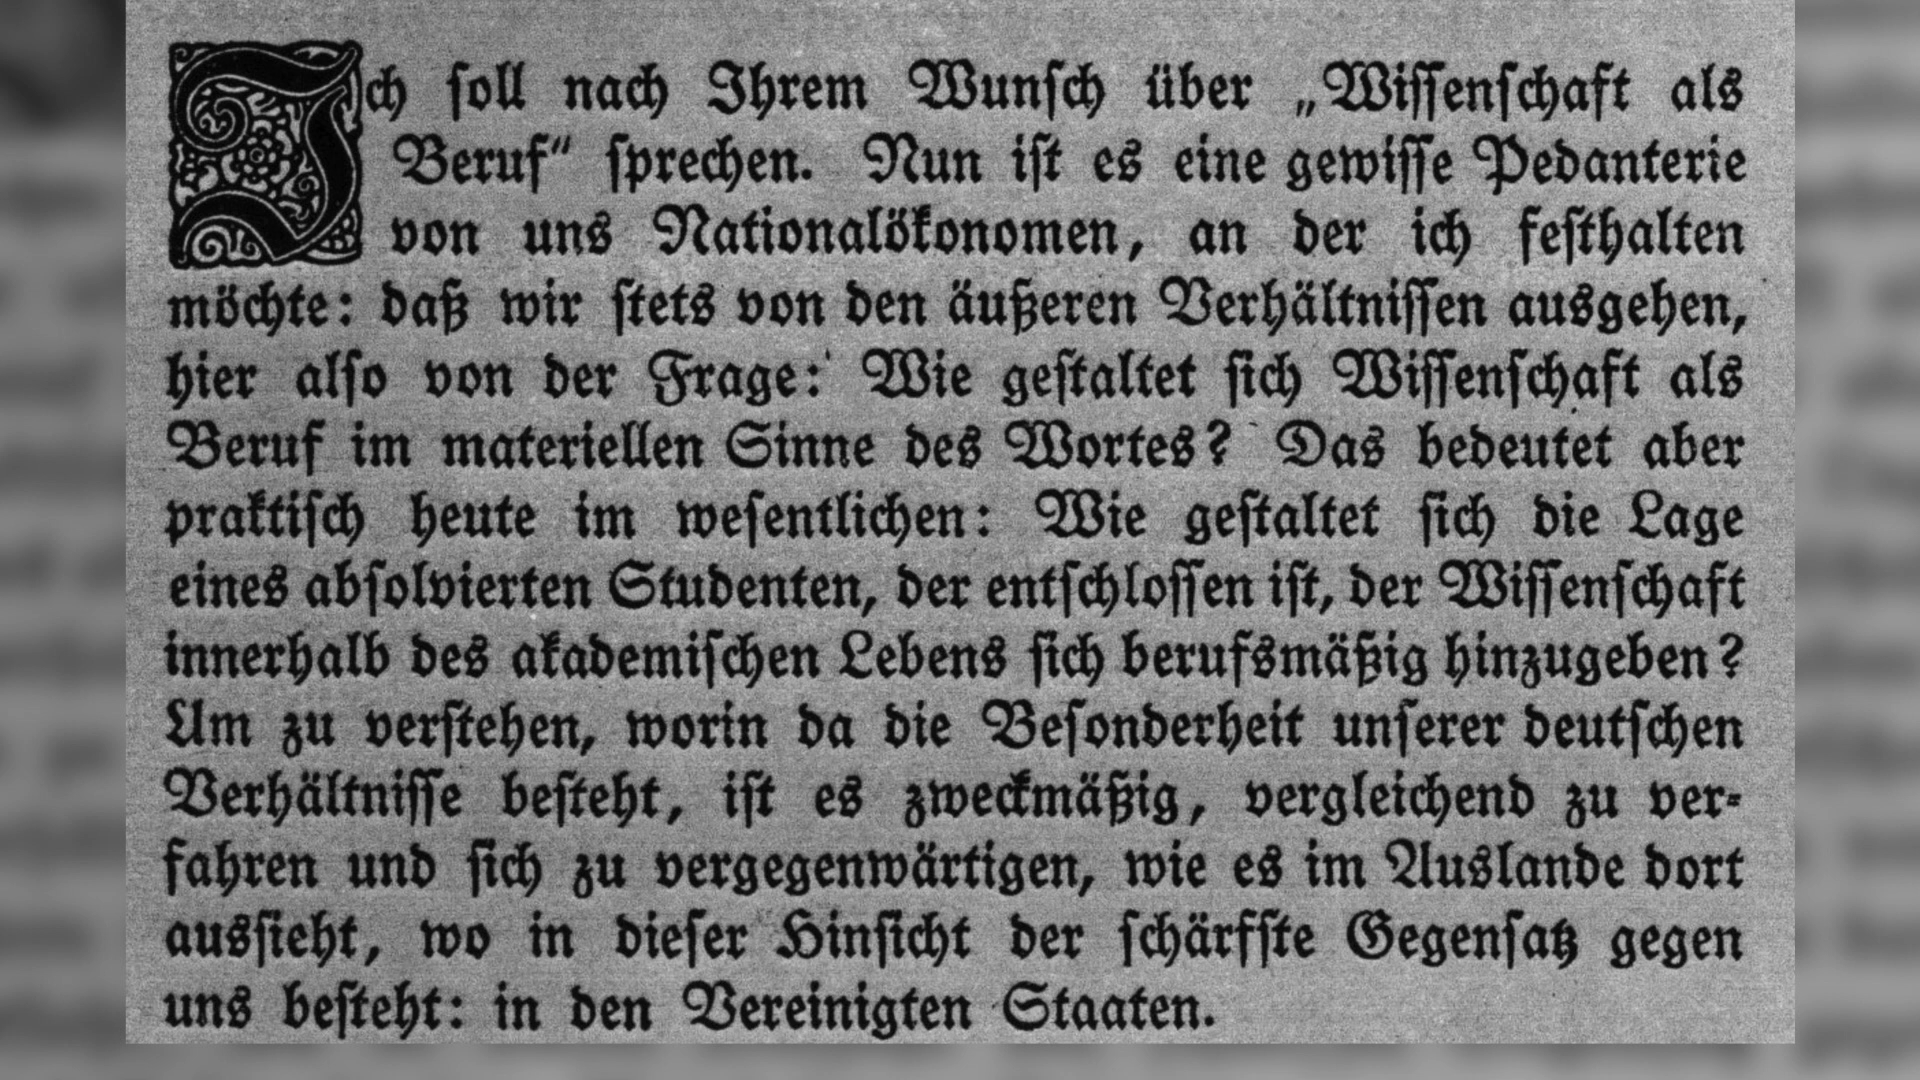 Ich soll nach Ihrem Wunsch über „Wissenschaft als
Beruf“ sprechen. Nun ist es eine gewisse Pedanterie
von uns Nationalökonomen, an der ich festhalten
möchte: daß wir stets von den äußeren Verhältnissen ausgehen,
hier also von der Frage: Wie gestaltet sich Wissenschaft als
Beruf im materiellen Sinne des Wortes? Das bedeutet aber
praktisch heute im wesentlichen: Wie gestaltet sich die Lage
eines absolvierten Studenten, der entschlossen ist, der Wissenschaft
innerhalb des akademischen Lebens sich berufsmäßig hinzugeben?
Um zu verstehen, worin da die Besonderheit unserer deutschen
Verhältnisse besteht, ist es zweckmäßig, vergleichend zu ver-
fahren und sich zu vergegenwärtigen, wie es im Auslande dort
aussieht, wo in dieser Hinsicht der schärfste Gegensatz gegen
uns besteht: in den Vereinigten Staaten.